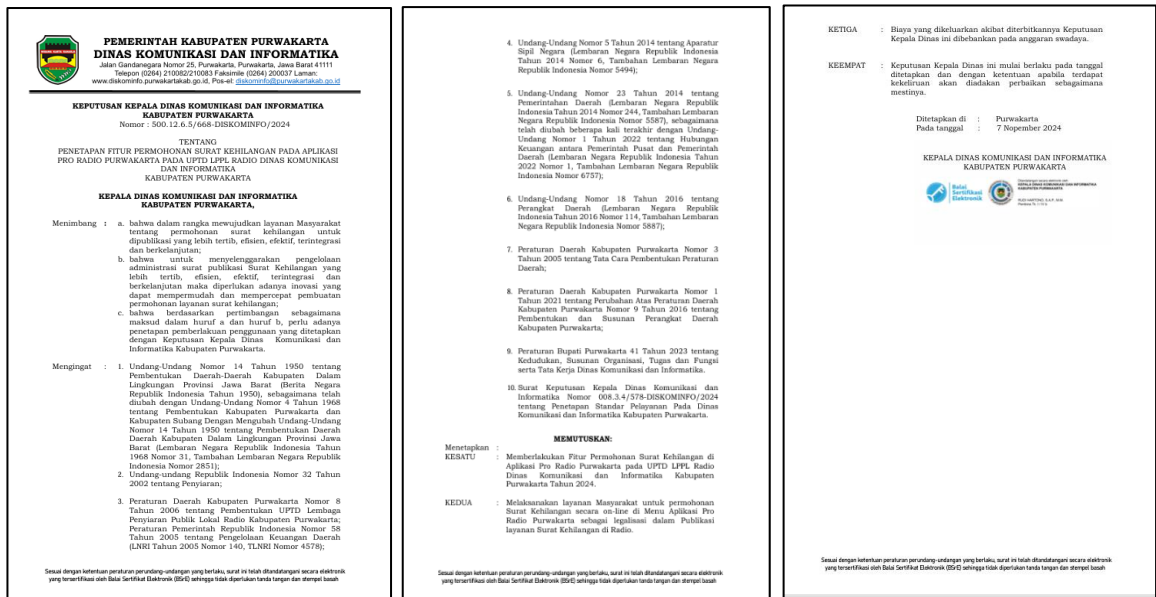 PEMERINTAH KABUPATEN PURWAKARTA
DINAS KOMUNIKASI DAN INFORMATIKA
Jalan Gandanegara Nomor 25, Purwakarta, Purwakarta, Jawa Barat 41111
Telepon (0264) 210082/210083 Faksimile (0264) 200037 Laman:
www.diskominfo.purwakartakab.go.id, Pos-el: diskominfo@purwakartakab.go.id
KEPUTUSAN KEPALA DINAS KOMUNIKASI DAN INFORMATIKA
KABUPATEN PURWAKARTA
Nomor : 500.12.6.5/668-DISKOMINFO/2024
TENTANG
PENETAPAN FITUR PERMOHONAN SURAT KEHILANGAN PADA APLIKASI
PRO RADIO PURWAKARTA PADA UPTD LPPL RADIO DINAS KOMUNIKASI
DAN INFORMATIKA
KABUPATEN PURWAKARTA
KEPALA DINAS KOMUNIKASI DAN INFORMATIKA
KABUPATEN PURWAKARTA,
Menimbang : a. bahwa dalam rangka mewujudkan layanan Masyarakat
tentang permohonan surat kehilangan untuk
dipublikasi yang lebih tertib, efisien, efektif, terintegrasi
dan berkelanjutan;
b. bahwa untuk menyelenggarakan pengelolaan
administrasi surat publikasi Surat Kehilangan yang
lebih tertib, efisien, efektif, terintegrasi dan
berkelanjutan maka diperlukan adanya inovasi yang
dapat mempermudah dan mempercepat pembuatan
permohonan layanan surat kehilangan;
c. bahwa berdasarkan pertimbangan sebagaimana
maksud dalam huruf a dan huruf b, perlu adanya
penetapan pemberlakuan penggunaan yang ditetapkan
dengan Keputusan Kepala Dinas Komunikasi dan
Informatika Kabupaten Purwakarta.
Mengingat : 1. Undang-Undang Nomor 14 Tahun 1950 tentang
Pembentukan Daerah-Daerah Kabupaten Dalam
Lingkungan Provinsi Jawa Barat (Berita Negara
Republik Indonesia Tahun 1950), sebagaimana telah
diubah dengan Undang-Undang Nomor 4 Tahun 1968
tentang Pembentukan Kabupaten Purwakarta dan
Kabupaten Subang Dengan Mengubah Undang-Undang
Nomor 14 Tahun 1950 tentang Pembentukan Daerah
Daerah Kabupaten Dalam Lingkungan Provinsi Jawa
Barat (Lembaran Negara Republik Indonesia Tahun
1968 Nomor 31, Tambahan Lembaran Negara Republik
Indonesia Nomor 2851);
2. Undang-undang Republik Indonesia Nomor 32 Tahun
2002 tentang Penyiaran;
3. Peraturan Daerah Kabupaten Purwakarta Nomor 8
Tahun 2006 tentang Pembentukan UPTD Lembaga
Penyiaran Publik Lokal Radio Kabupaten Purwakarta;
Peraturan Pemerintah Republik Indonesia Nomor 58
Tahun 2005 tentang Pengelolaan Keuangan Daerah
(LNRI Tahun 2005 Nomor 140, TLNRI Nomor 4578);
Sesuai dengan ketentuan peraturan perundang-undangan yang berlaku, surat ini telah ditandatangani secara elektronik
yang tersertifikasi oleh Balai Sertifikat Elektronik (BSrE) sehingga tidak diperlukan tanda tangan dan stempel basah
4. Undang-Undang Nomor 5 Tahun 2014 tentang Aparatur
Sipil Negara (Lembaran Negara Republik Indonesia
Tahun 2014 Nomor 6, Tambahan Lembaran Negara
Republik Indonesia Nomor 5494);
5. Undang-Undang Nomor 23 Tahun 2014 tentang
Pemerintahan Daerah (Lembaran Negara Republik
Indonesia Tahun 2014 Nomor 244, Tambahan Lembaran
Negara Republik Indonesia Nomor 5587), sebagaimana
telah diubah beberapa kali terakhir dengan Undang-
Undang Nomor 1 Tahun 2022 tentang Hubungan
Keuangan antara Pemerintah Pusat dan Pemerintah
Daerah (Lembaran Negara Republik Indonesia Tahun
2022 Nomor 1, Tambahan Lembaran Negara Republik
Indonesia Nomor 6757);
6. Undang-Undang Nomor 18 Tahun 2016 tentang
Perangkat Daerah (Lembaran Negara Republik
Indonesia Tahun 2016 Nomor 114, Tambahan Lembaran
Negara Republik Indonesia Nomor 5887);
7. Peraturan Daerah Kabupaten Purwakarta Nomor 3
Tahun 2005 tentang Tata Cara Pembentukan Peraturan
Daerah;
8. Peraturan Daerah Kabupaten Purwakarta Nomor 1
Tahun 2021 tentang Perubahan Atas Peraturan Daerah
Kabupaten Purwakarta Nomor 9 Tahun 2016 tentang
Pembentukan dan Susunan Perangkat Daerah
Kabupaten Purwakarta;
9. Peraturan Bupati Purwakarta 41 Tahun 2023 tentang
Kedudukan, Susunan Organisasi, Tugas dan Fungsi
serta Tata Kerja Dinas Komunikasi dan Informatika.
10. Surat Keputusan Kepala Dinas Komunikasi dan
Informatika Nomor 008.3.4/578-DISKOMINFO/2024
tentang Penetapan Standar Pelayanan Pada Dinas
Komunikasi dan Informatika Kabupaten Purwakarta.
MEMUTUSKAN:
Menetapkan :
KESATU : Memberlakukan Fitur Permohonan Surat Kehilangan di
Aplikasi Pro Radio Purwakarta pada UPTD LPPL Radio
Dinas Komunikasi dan Informatika Kabupaten
Purwakarta Tahun 2024.
KEDUA : Melaksanakan layanan Masyarakat untuk permohonan
Surat Kehilangan secara on-line di Menu Aplikasi Pro
Radio Purwakarta sebagai legalisasi dalam Publikasi
layanan Surat Kehilangan di Radio.
Sesuai dengan ketentuan peraturan perundang-undangan yang berlaku, surat ini telah ditandatangani secara elektronik
yang tersertifikasi oleh Balai Sertifikat Elektronik (BSrE) sehingga tidak diperlukan tanda tangan dan stempel basah
KETIGA : Biaya yang dikeluarkan akibat diterbitkannya Keputusan
Kepala Dinas ini dibebankan pada anggaran swadaya.
KEEMPAT : Keputusan Kepala Dinas ini mulai berlaku pada tanggal
ditetapkan dan dengan ketentuan apabila terdapat
kekeliruan akan diadakan perbaikan sebagaimana
mestinya.
Ditetapkan di : Purwakarta
Pada tanggal : 7 Nopember 2024
KEPALA DINAS KOMUNIKASI DAN INFORMATIKA
KABUPATEN PURWAKARTA
Balai
Sertifikasi
Elektronik
KEPALA DINAS KOMUNIKASI DAN INFORMATIKA
KABUPATEN PURWAKARTA
Sesuai dengan ketentuan peraturan perundang-undangan yang berlaku, surat ini telah ditandatangani secara elektronik
yang tersertifikasi oleh Balai Sertifikat Elektronik (BSrE) sehingga tidak diperlukan tanda tangan dan stempel basah